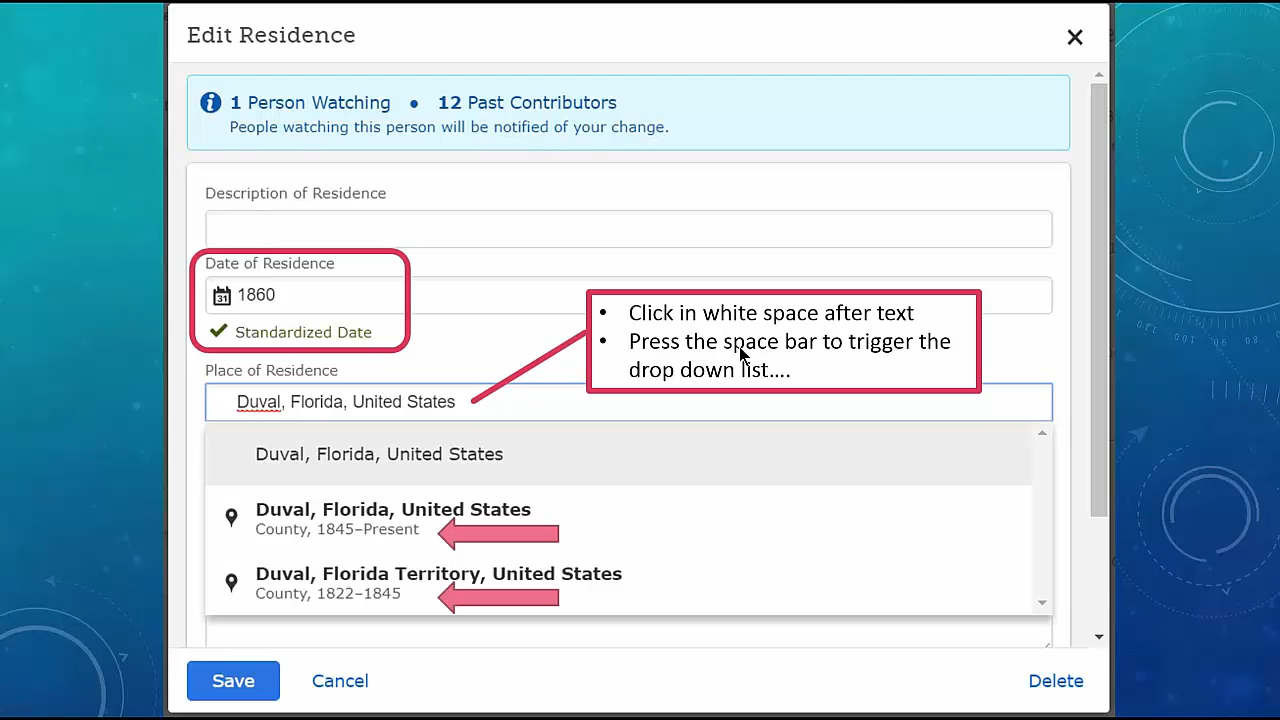 Edit Residence
1 Person Watching • 12 Past Contributors
People watching this person will be notified of your change.
Description of Residence
Date of Residence
31 1860
Standardized Date
• Click in white space after text
• Press the space bar to trigger the
drop down list....
Place of Residence
Duval, Florida, United States
Duval, Florida, United States
Duval, Florida, United States
County, 1845–Present
Duval, Florida Territory, United States
County, 1822–1845
Save Cancel Delete